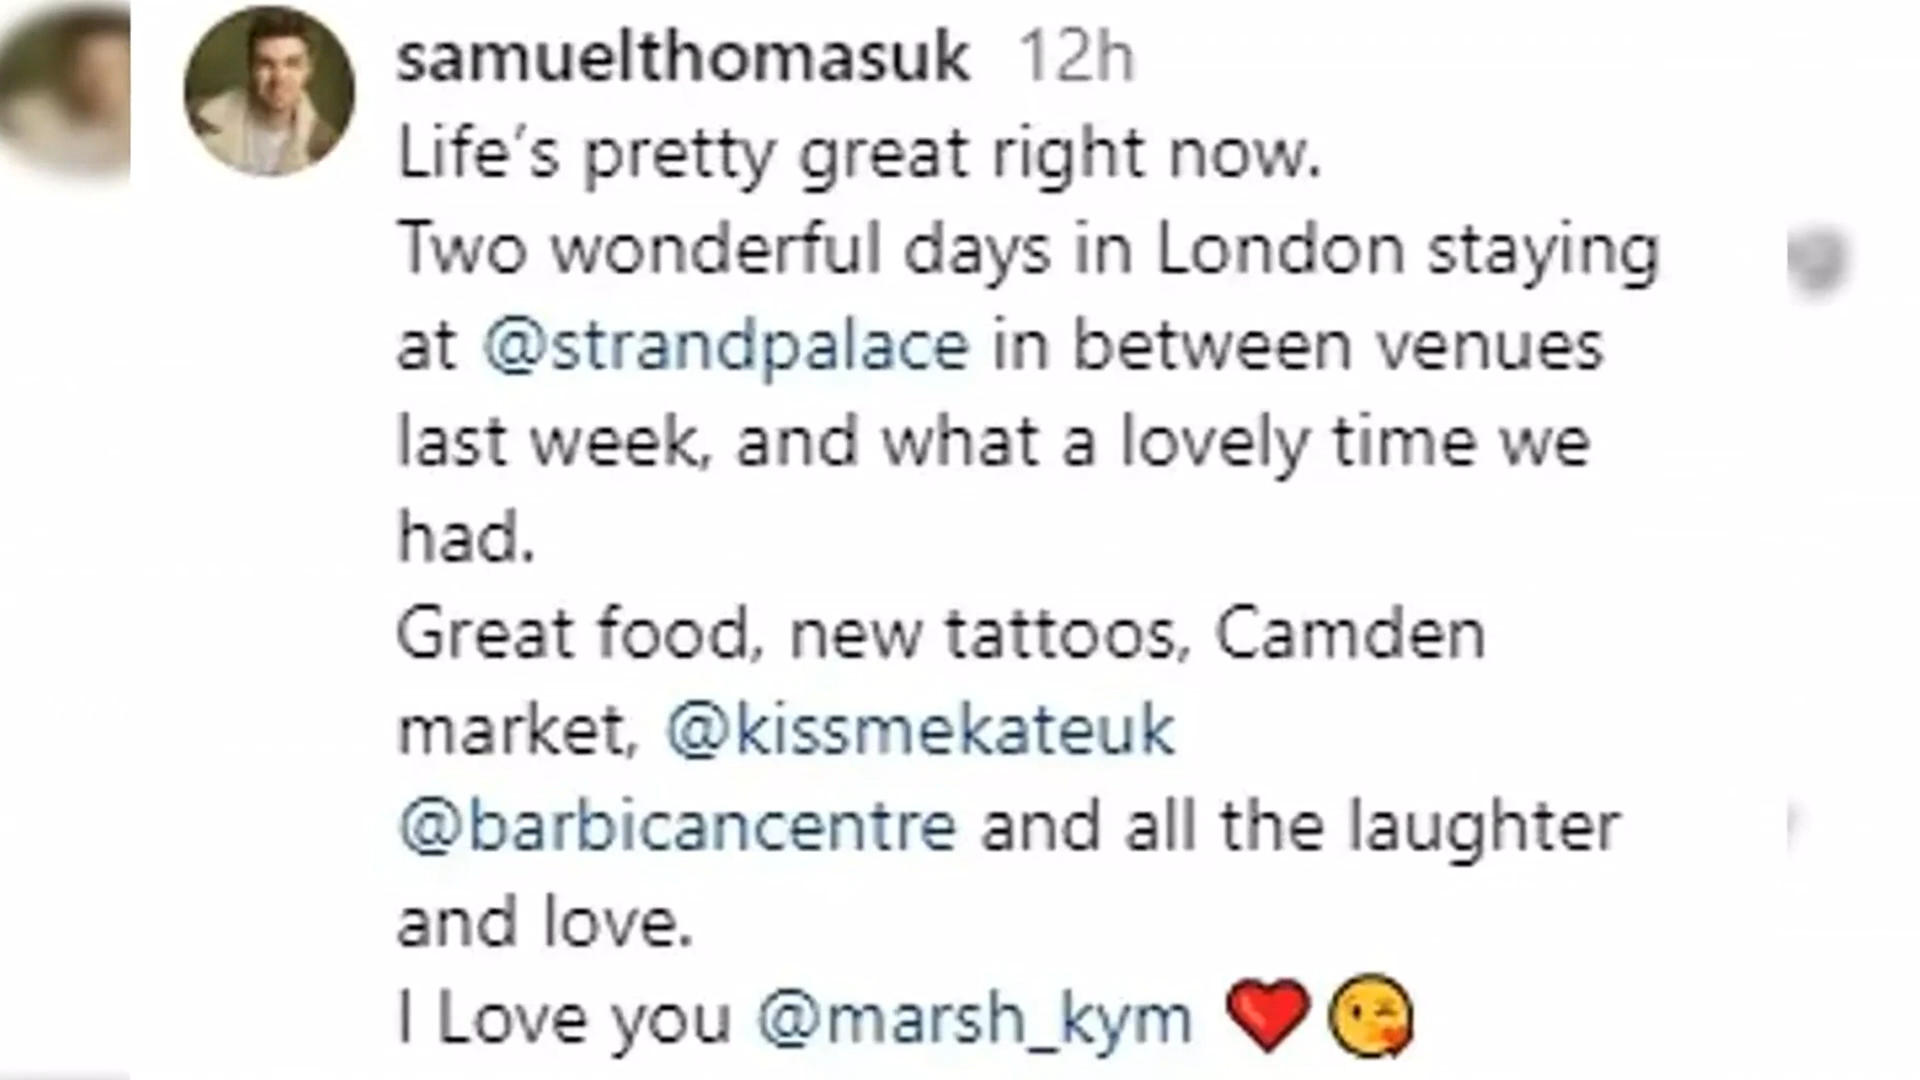 samuelthomasuk 12h
Life’s pretty great right now.
Two wonderful days in London staying
at @strandpalace in between venues
last week, and what a lovely time we
had.
Great food, new tattoos, Camden
market, @kissmekateuk
@barbicancentre and all the laughter
and love.
I Love you @marsh_kym ❤️😘